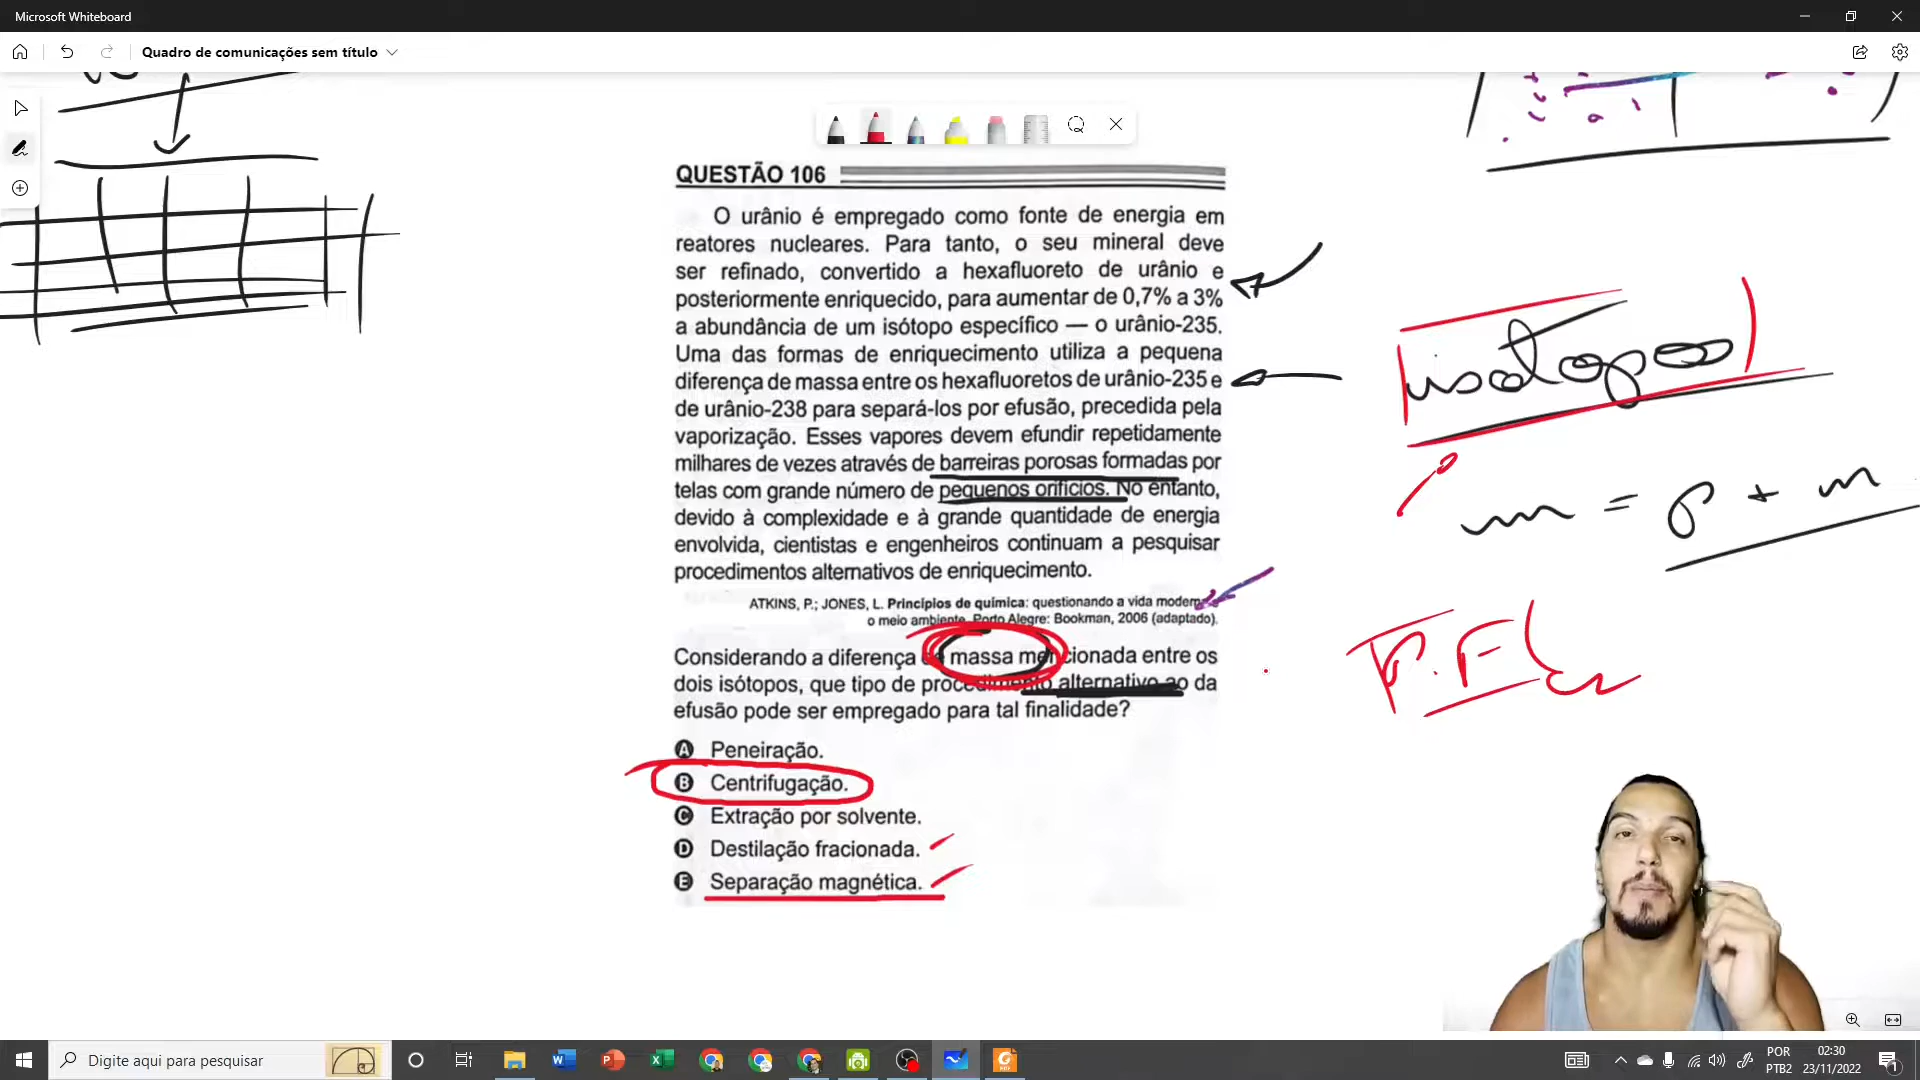 Microsoft Whiteboard
Quadro de comunicações sem título
QUESTÃO 106
O urânio é empregado como fonte de energia em
reatores nucleares. Para tanto, o seu mineral deve
ser refinado, convertido a hexafluoreto de urânio e
posteriormente enriquecido, para aumentar de 0,7% a 3%
a abundância de um isótopo específico — o urânio-235.
Uma das formas de enriquecimento utiliza a pequena
diferença de massa entre os hexafluoretos de urânio-235 e
de urânio-238 para separá-los por efusão, precedida pela
vaporização. Esses vapores devem efundir repetidamente
milhares de vezes através de barreiras porosas formadas por
telas com grande número de pequenos orifícios. No entanto,
devido à complexidade e à grande quantidade de energia
envolvida, cientistas e engenheiros continuam a pesquisar
procedimentos alternativos de enriquecimento.
ATKINS, P.; JONES, L. Princípios de química: questionando a vida moderna
o meio ambiente. Porto Alegre: Bookman, 2006 (adaptado).
Considerando a diferença de massa mencionada entre os
dois isótopos, que tipo de procedimento alternativo ao da
efusão pode ser empregado para tal finalidade?
A Peneiração.
B Centrifugação.
C Extração por solvente.
D Destilação fracionada.
E Separação magnética.
isotopos
m = p + n
P.F
Digite aqui para pesquisar
POR
PTB2
02:30
23/11/2022
1